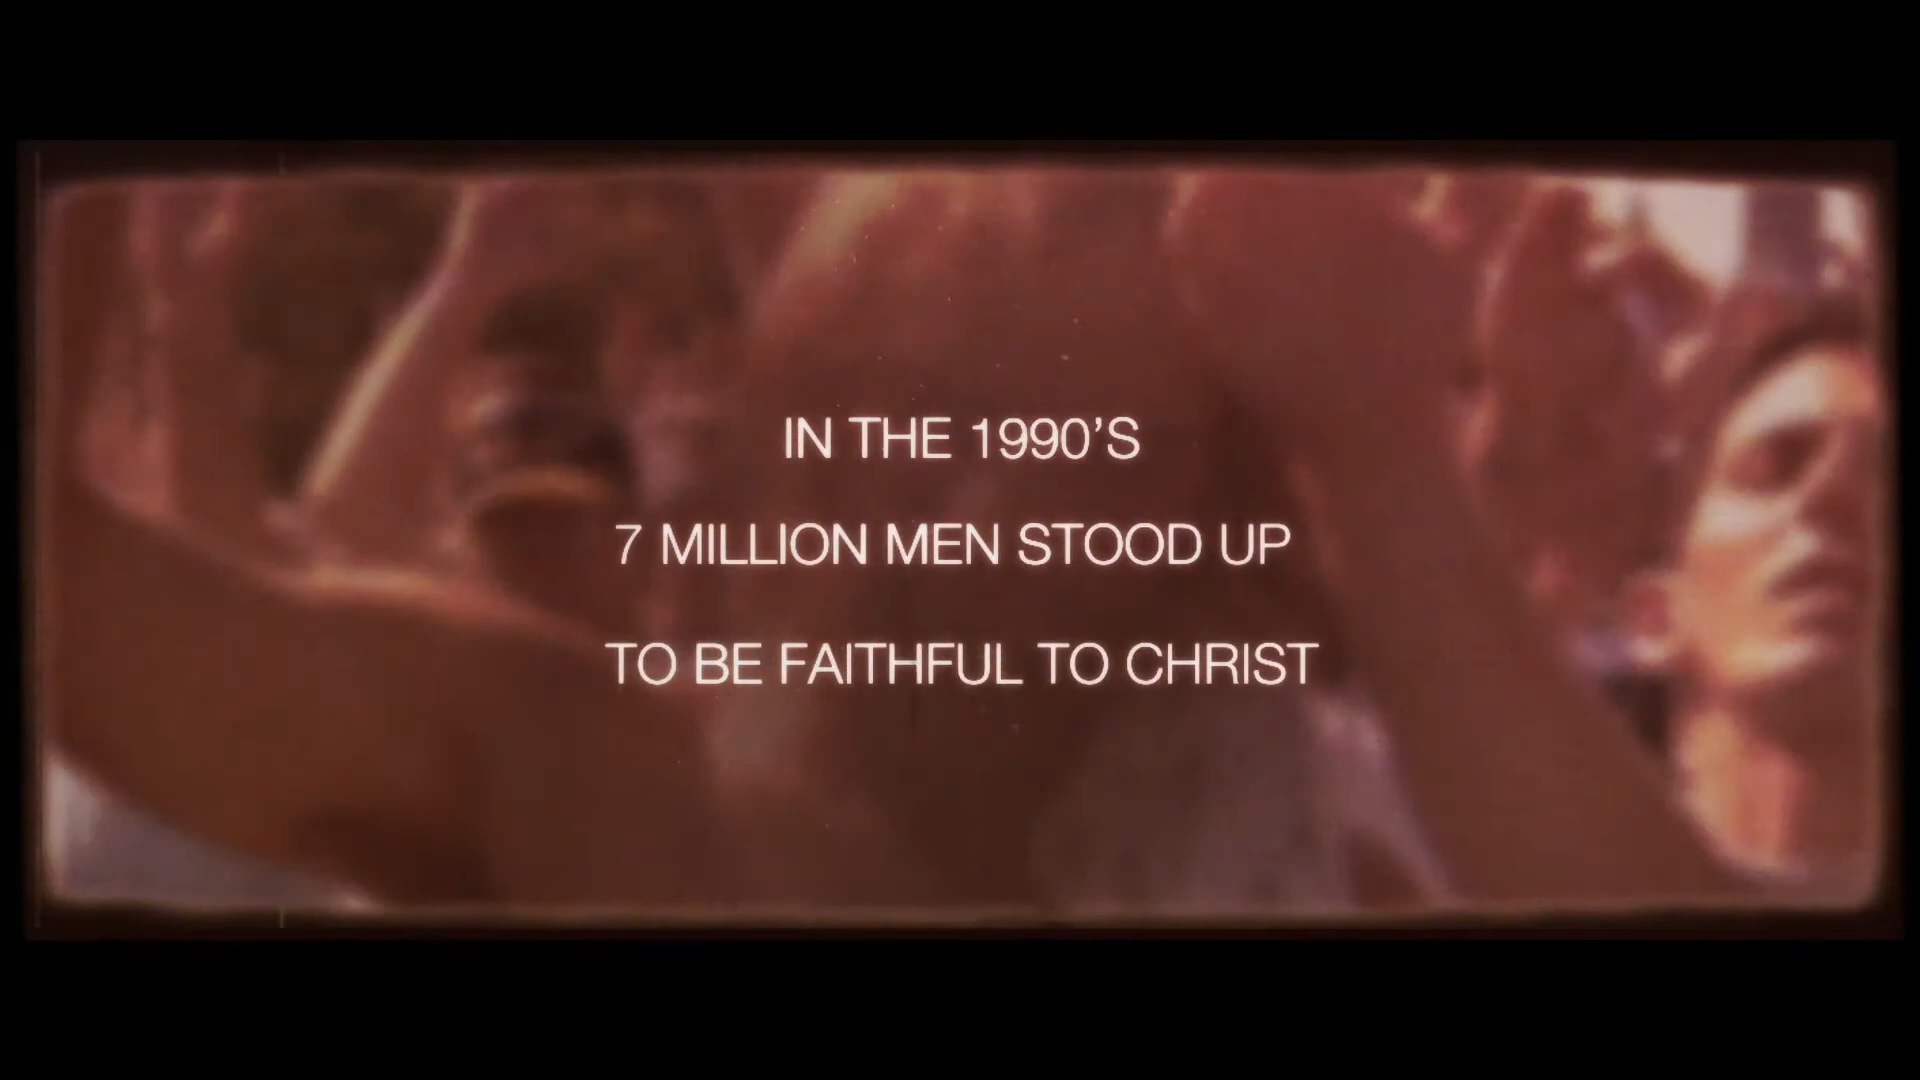 IN THE 1990’S
7 MILLION MEN STOOD UP
TO BE FAITHFUL TO CHRIST